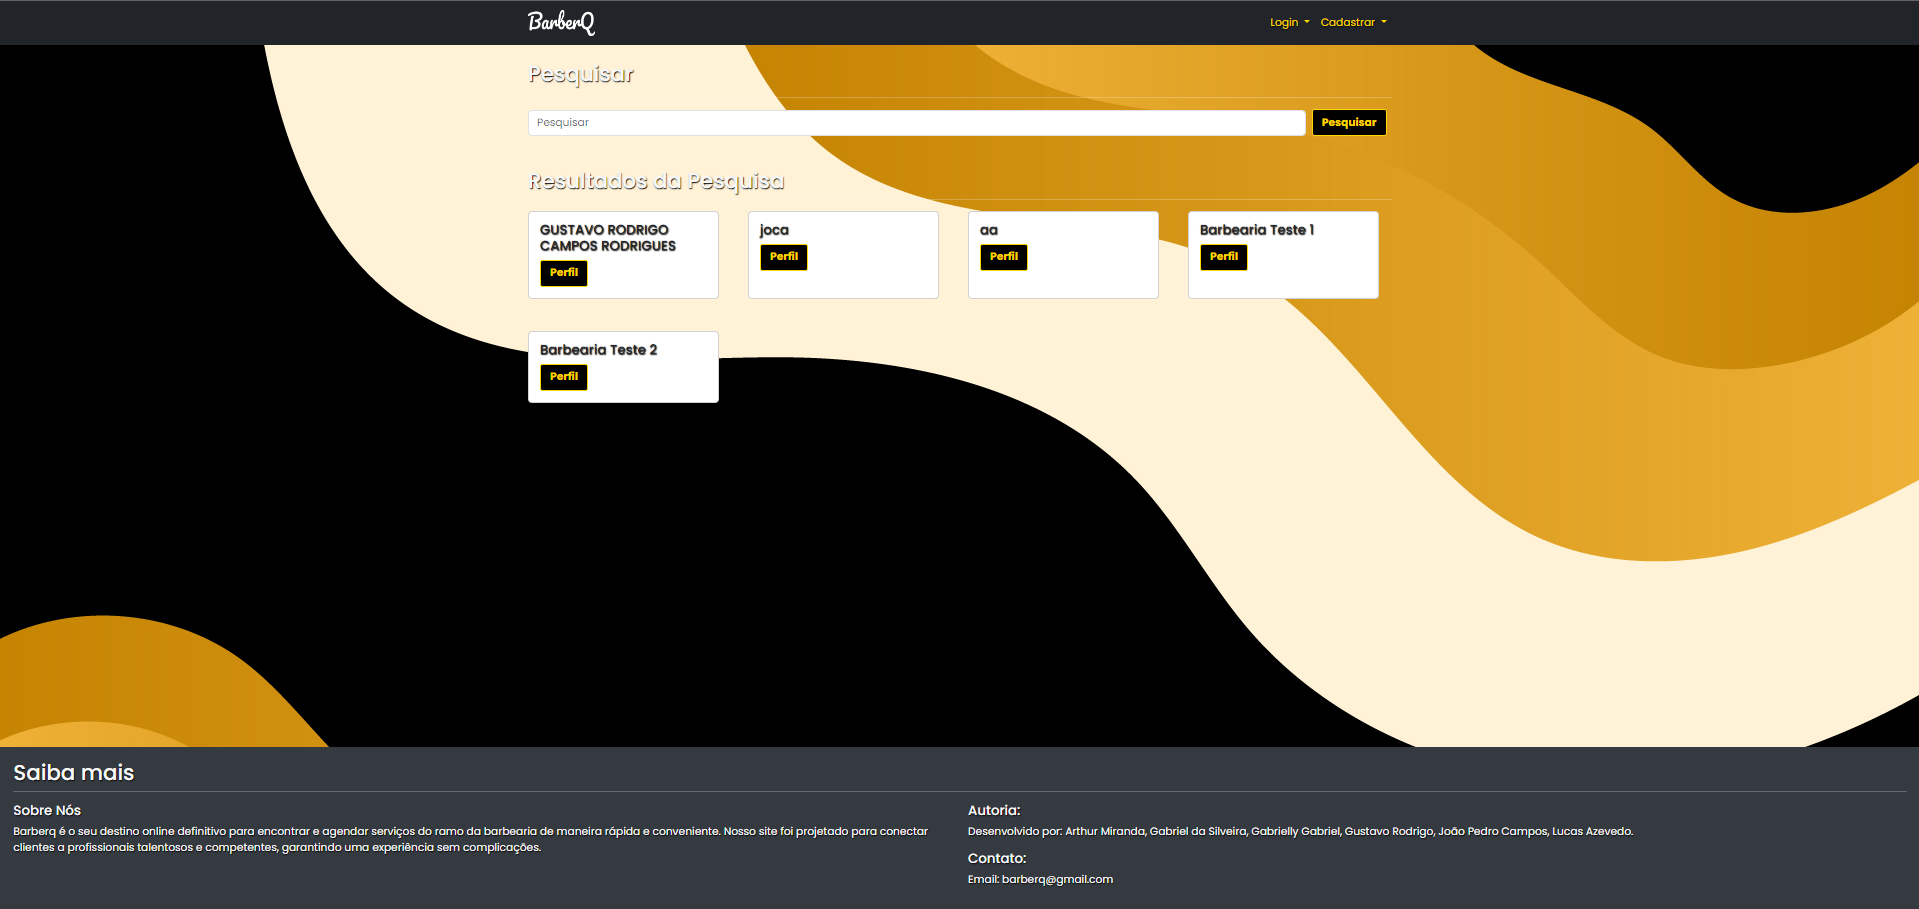 BarberQ
Login
Cadastrar
Pesquisar
Pesquisar
Pesquisar
Resultados da Pesquisa
GUSTAVO RODRIGO
CAMPOS RODRIGUES
Perfil
joca
Perfil
aa
Perfil
Barbearia Teste 1
Perfil
Barbearia Teste 2
Perfil
Saiba mais
Sobre Nós
Barberq é o seu destino online definitivo para encontrar e agendar serviços do ramo da barbearia de maneira rápida e conveniente. Nosso site foi projetado para conectar
clientes a profissionais talentosos e competentes, garantindo uma experiência sem complicações.
Autoria:
Desenvolvido por: Arthur Miranda, Gabriel da Silveira, Gabrielly Gabriel, Gustavo Rodrigo, João Pedro Campos, Lucas Azevedo.
Contato:
Email: barberq@gmail.com